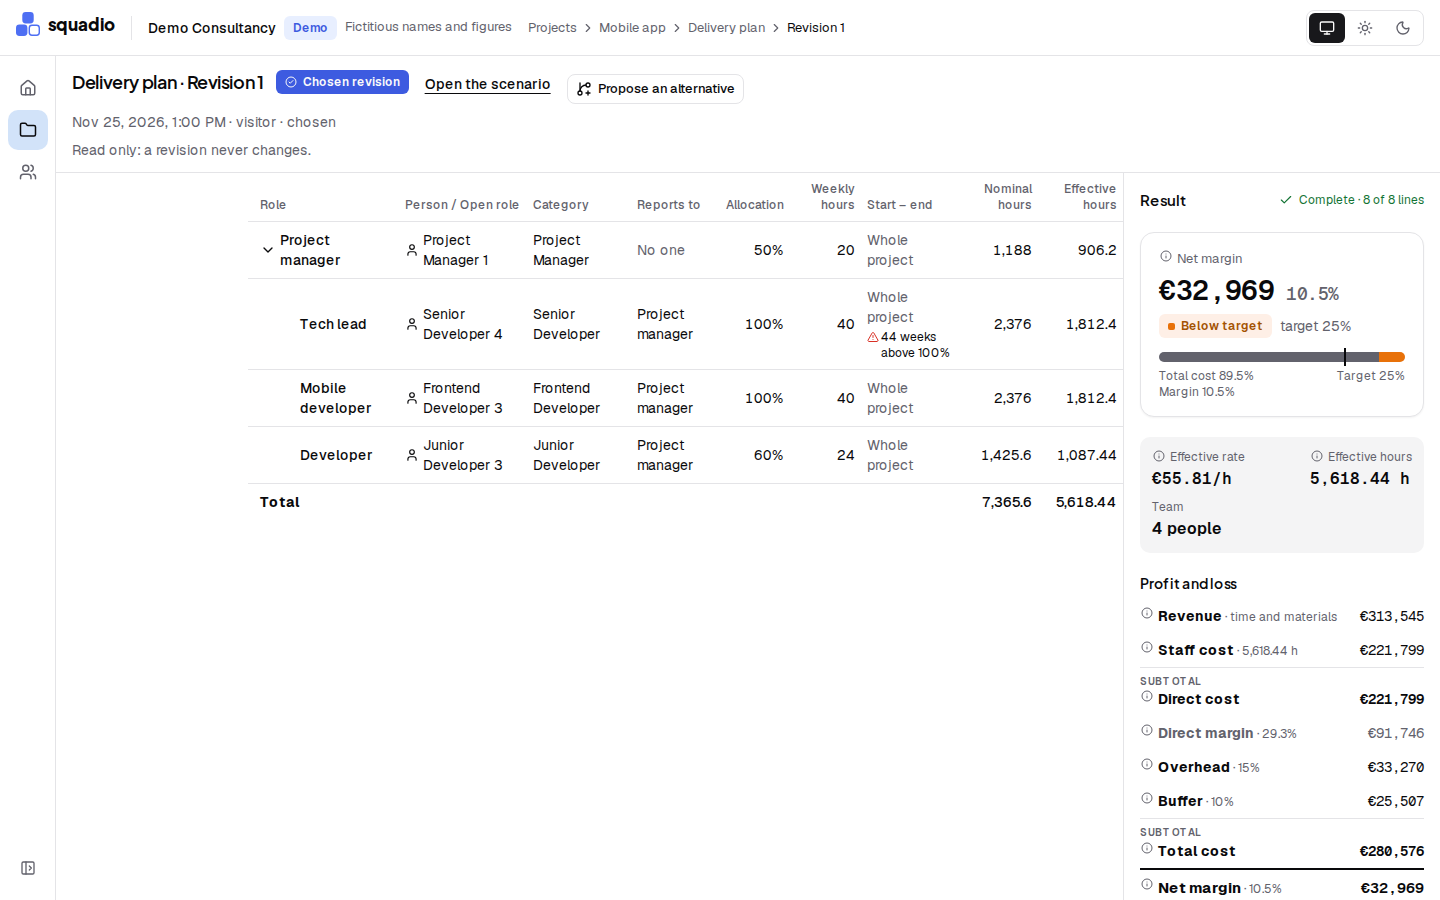 squadio
Demo Consultancy
Demo
Fictitious names and figures
Projects > Mobile app > Delivery plan > Revision 1
Delivery plan · Revision 1
Chosen revision
Open the scenario
Propose an alternative
Nov 25, 2026, 1:00 PM · visitor · chosen
Read only: a revision never changes.
Role
Person / Open role
Category
Reports to
Allocation
Weekly
hours
Start – end
Nominal
hours
Effective
hours
Project
manager
Project
Manager 1
Project
Manager
No one
50%
20
Whole
project
1,188
906.2
Tech lead
Senior
Developer 4
Senior
Developer
Project
manager
100%
40
Whole
project
44 weeks
above 100%
2,376
1,812.4
Mobile
developer
Frontend
Developer 3
Frontend
Developer
Project
manager
100%
40
Whole
project
2,376
1,812.4
Developer
Junior
Developer 3
Junior
Developer
Project
manager
60%
24
Whole
project
1,425.6
1,087.44
Total
7,365.6
5,618.44
Result
Complete · 8 of 8 lines
Net margin
€32,969 10.5%
Below target
target 25%
Total cost 89.5%
Target 25%
Margin 10.5%
Effective rate
€55.81/h
Effective hours
5,618.44 h
Team
4 people
Profit and loss
Revenue · time and materials €313,545
Staff cost · 5,618.44 h €221,799
SUBTOTAL
Direct cost €221,799
Direct margin · 29.3% €91,746
Overhead · 15% €33,270
Buffer · 10% €25,507
SUBTOTAL
Total cost €280,576
Net margin · 10.5% €32,969